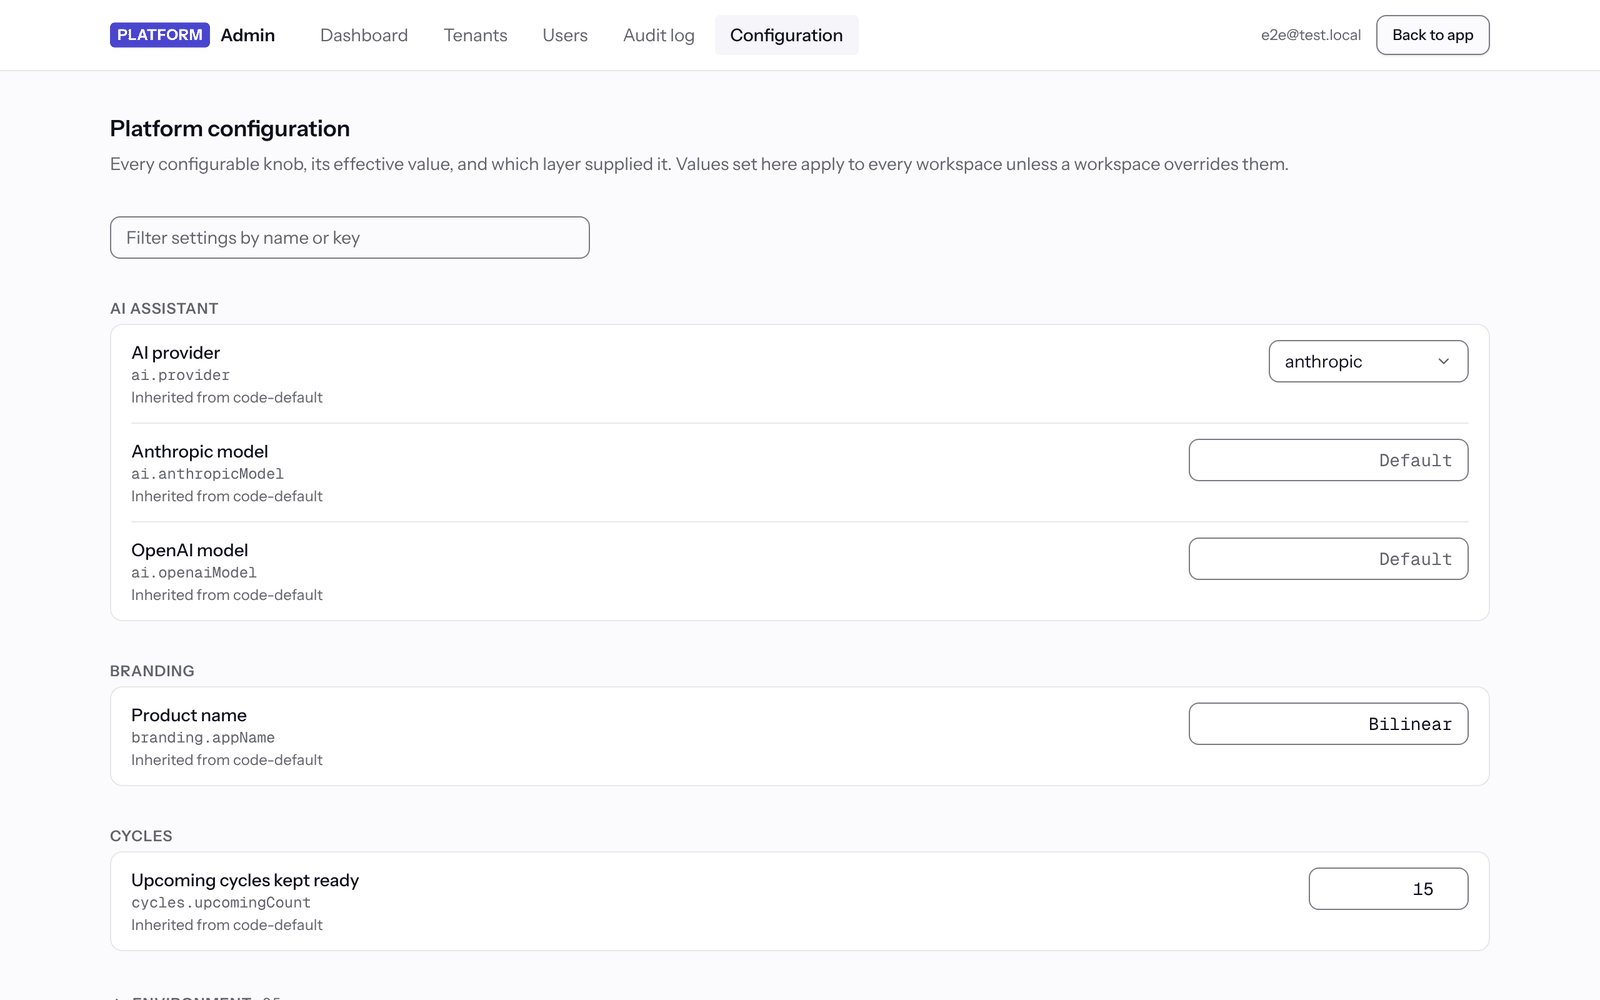 PLATFORM Admin Dashboard Tenants Users Audit log Configuration e2e@test.local Back to app
Platform configuration
Every configurable knob, its effective value, and which layer supplied it. Values set here apply to every workspace unless a workspace overrides them.
Filter settings by name or key
AI ASSISTANT
AI provider
anthropic
ai.provider
Inherited from code-default
Anthropic model
Default
ai.anthropicModel
Inherited from code-default
OpenAI model
Default
ai.openaiModel
Inherited from code-default
BRANDING
Product name
Bilinear
branding.appName
Inherited from code-default
CYCLES
Upcoming cycles kept ready
15
cycles.upcomingCount
Inherited from code-default
ENVIRONMENT